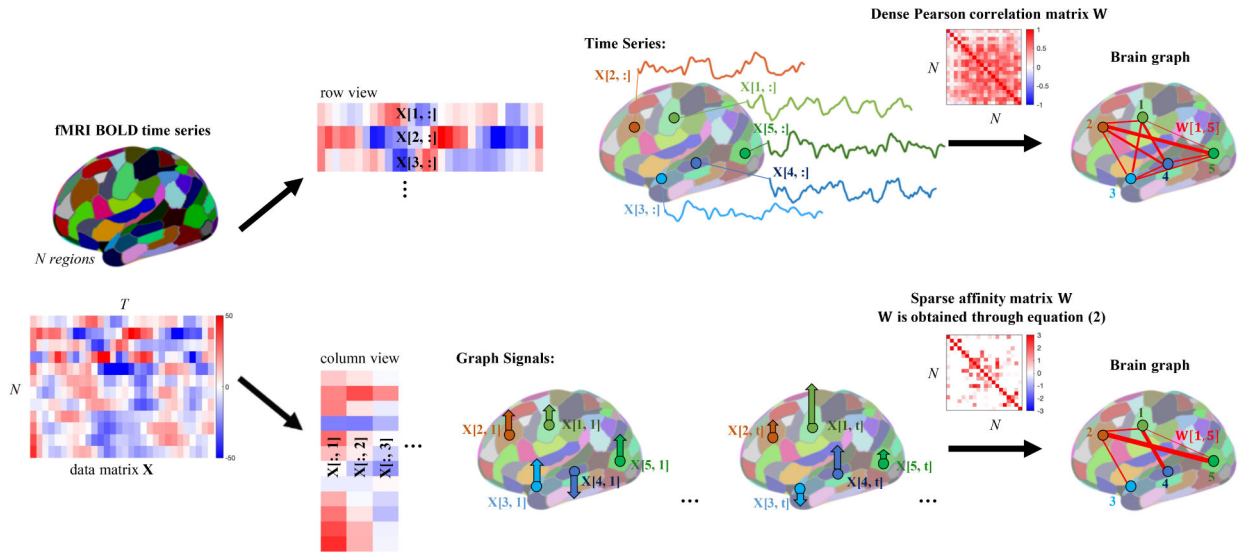 fMRI BOLD time series
N regions
row view
X[1, :]
X[2, :]
X[3, :]
⋮
Time Series:
X[2, :]
X[1, :]
X[5, :]
X[4, :]
X[3, :]
Dense Pearson correlation matrix W
N
N
1
0.5
0
-0.5
-1
Brain graph
1
2
W[1,5]
3
4
5
T
N
50
0
-50
data matrix X
column view
X[:, 1]
X[:, 2]
X[:, 3]
...
Graph Signals:
X[2, 1]
X[1, 1]
X[5, 1]
X[3, 1]
X[4, 1]
...
X[2, t]
X[1, t]
X[5, t]
X[4, t]
X[3, t]
...
Sparse affinity matrix W
W is obtained through equation (2)
N
N
3
2
1
0
-1
-2
-3
Brain graph
1
2
W[1,5]
3
4
5